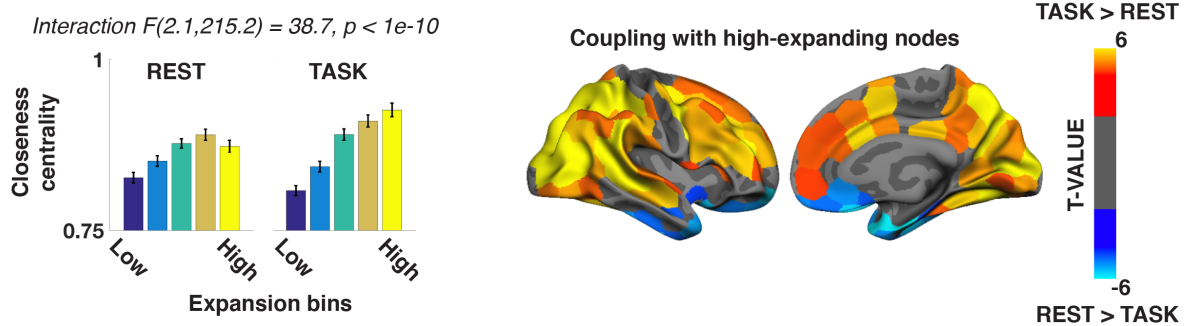 Interaction F(2.1,215.2) = 38.7, p < 1e-10
1
REST
TASK
Closeness
centrality
0.75
Low
High
Low
High
Expansion bins
Coupling with high-expanding nodes
TASK > REST
6
T-VALUE
-6
REST > TASK